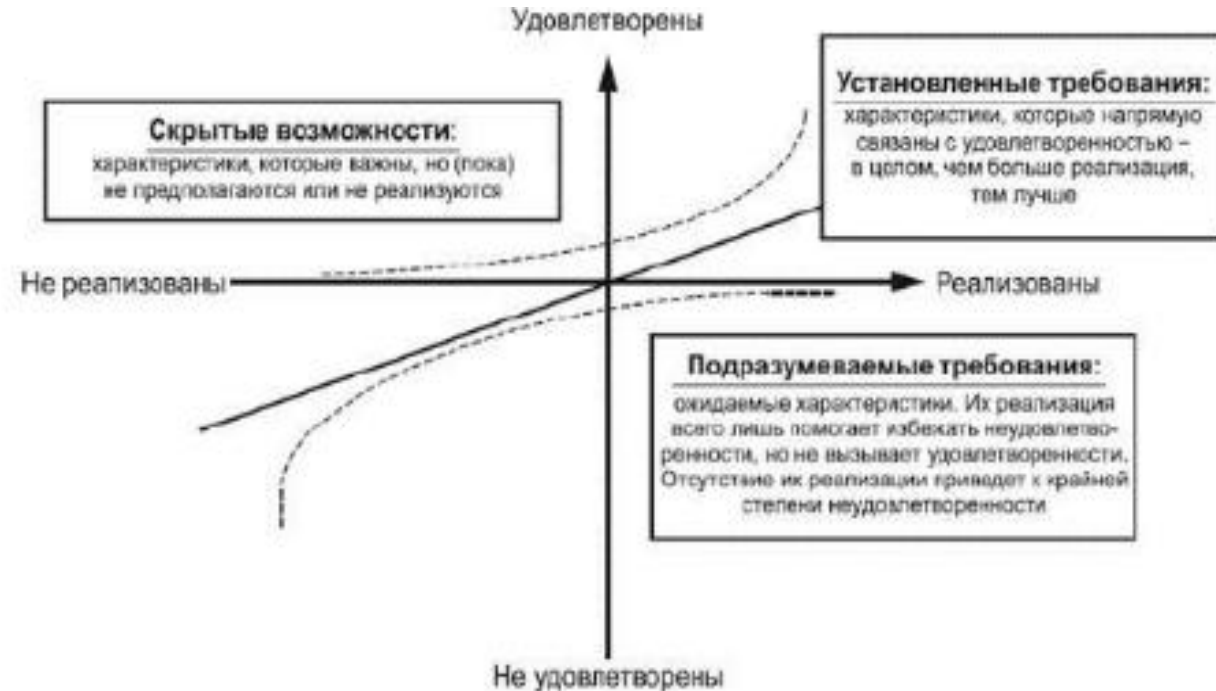 Удовлетворены
Установленные требования:
характеристики, которые напрямую
связаны с удовлетворенностью –
в целом, чем больше реализация,
тем лучше
Скрытые возможности:
характеристики, которые важны, но (пока)
не предполагаются или не реализуются
Не реализованы
Реализованы
Подразумеваемые требования:
ожидаемые характеристики. Их реализация
всего лишь помогает избежать неудовлетво-
ренности, но не вызывает удовлетворенности.
Отсутствие их реализации приведет к крайней
степени неудовлетворенности
Не удовлетворены